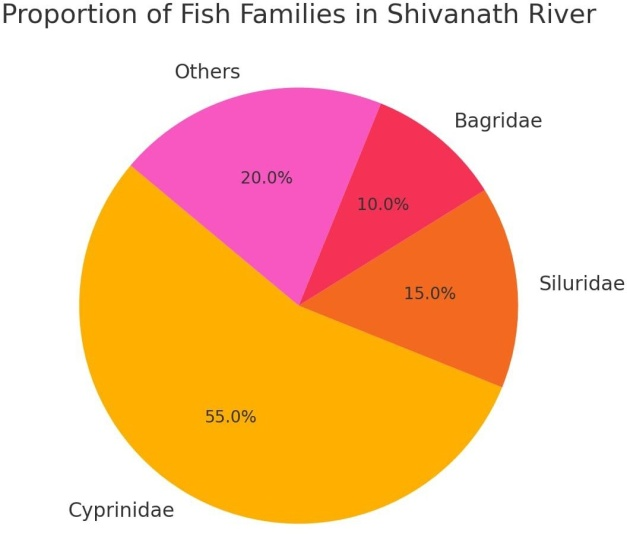 Proportion of Fish Families in Shivanath River
Others
Bagridae
20.0%
10.0%
Siluridae
15.0%
55.0%
Cyprinidae